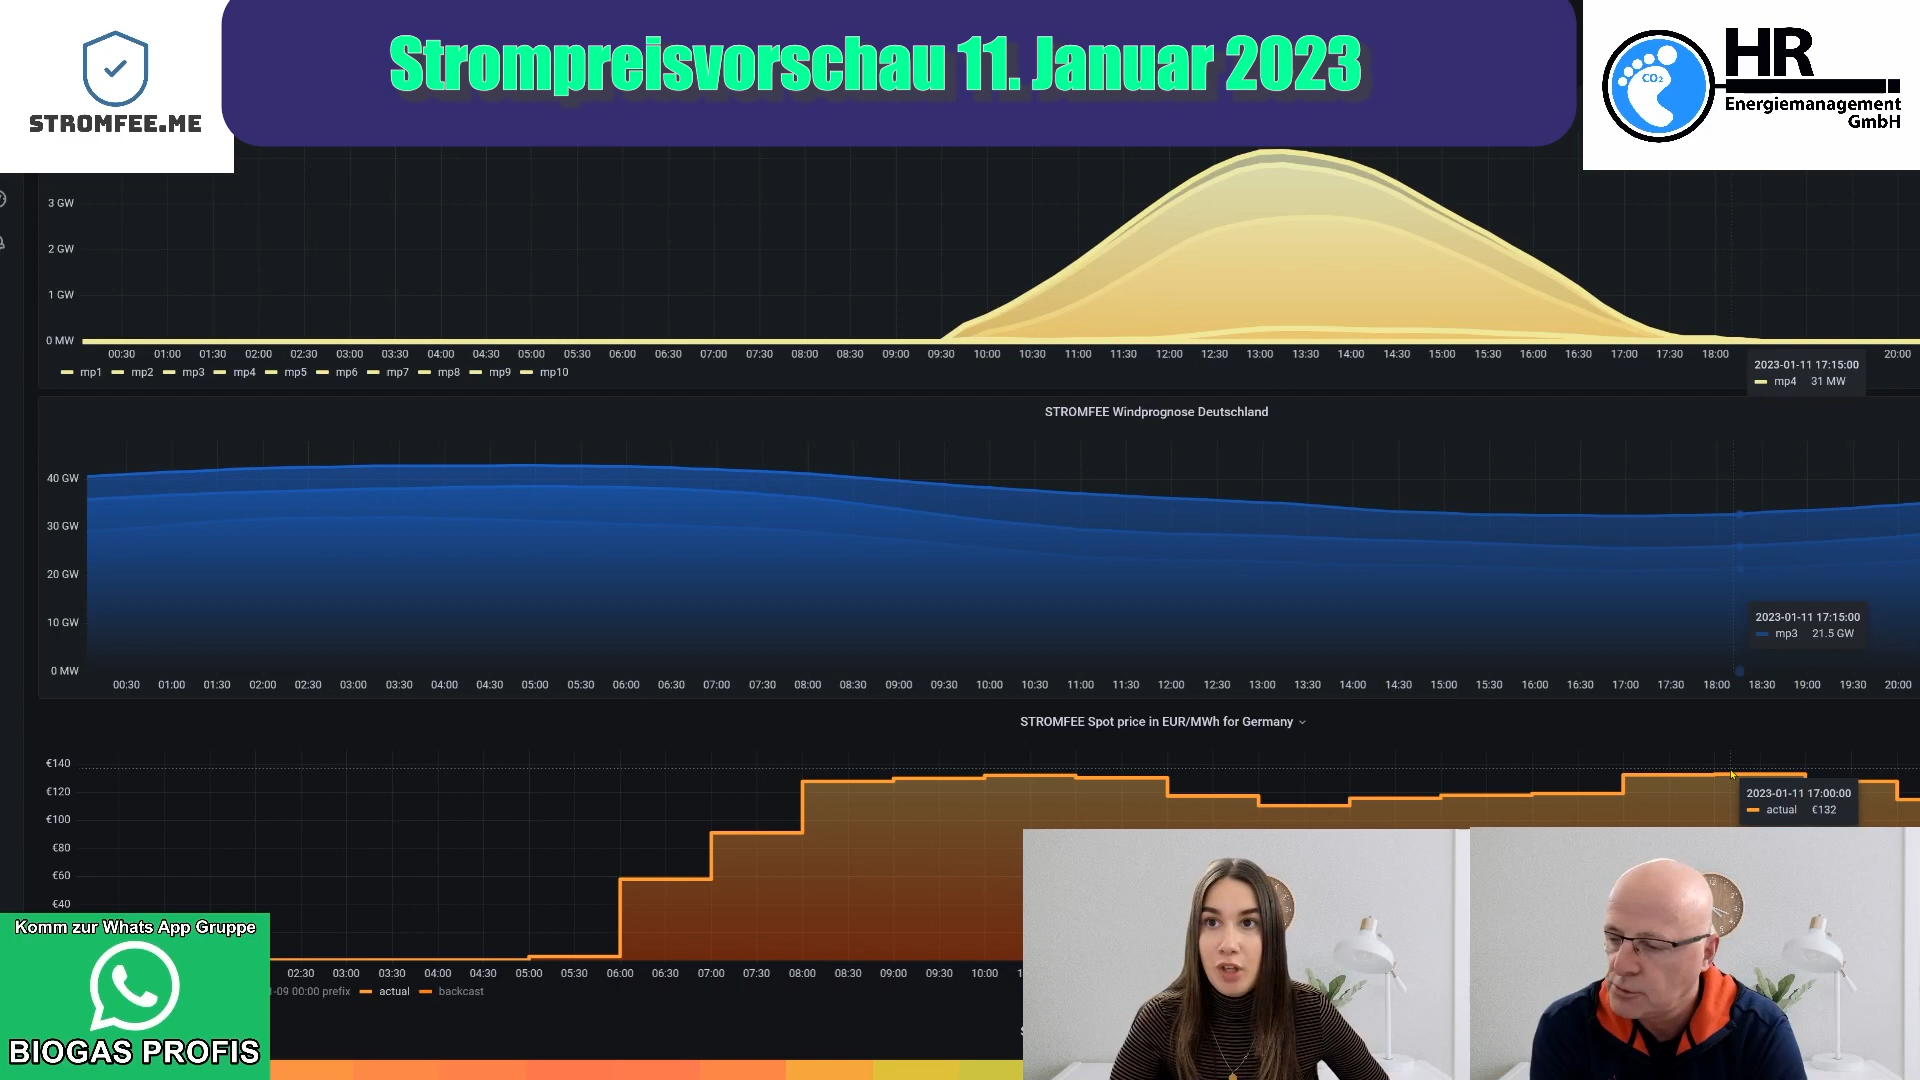 STROMFEE.ME
Strompreisvorschau 11. Januar 2023
CO₂
HR
Energiemanagement
GmbH
3 GW
2 GW
1 GW
0 MW
00:30 01:00 01:30 02:00 02:30 03:00 03:30 04:00 04:30 05:00 05:30 06:00 06:30 07:00 07:30 08:00 08:30 09:00 09:30 10:00 10:30 11:00 11:30 12:00 12:30 13:00 13:30 14:00 14:30 15:00 15:30 16:00 16:30 17:00 17:30 18:00 20:00
mp1 mp2 mp3 mp4 mp5 mp6 mp7 mp8 mp9 mp10
2023-01-11 17:15:00
mp4 31 MW
STROMFEE Windprognose Deutschland
40 GW
30 GW
20 GW
10 GW
0 MW
2023-01-11 17:15:00
mp3 21.5 GW
00:30 01:00 01:30 02:00 02:30 03:00 03:30 04:00 04:30 05:00 05:30 06:00 06:30 07:00 07:30 08:00 08:30 09:00 09:30 10:00 10:30 11:00 11:30 12:00 12:30 13:00 13:30 14:00 14:30 15:00 15:30 16:00 16:30 17:00 17:30 18:00 18:30 19:00 19:30 20:00
STROMFEE Spot price in EUR/MWh for Germany
€140
€120
€100
€80
€60
€40
2023-01-11 17:00:00
actual €132
02:30 03:00 03:30 04:00 04:30 05:00 05:30 06:00 06:30 07:00 07:30 08:00 08:30 09:00 09:30 10:00
-09 00:00 prefix actual backcast
Komm zur Whats App Gruppe
BIOGAS PROFIS